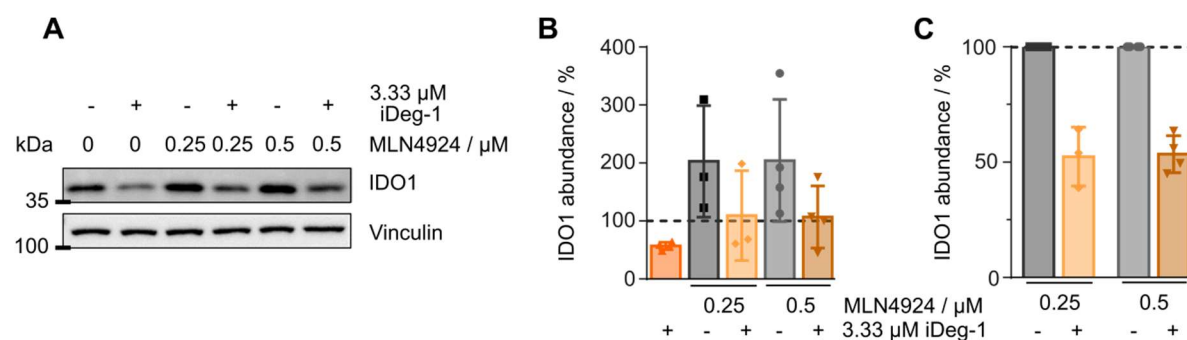 A
- + - + - + 3.33 µM
iDeg-1
kDa 0 0 0.25 0.25 0.5 0.5 MLN4924 / µM
IDO1
35
Vinculin
100
B
IDO1 abundance / %
400
300
200
100
0
0.25 0.5 MLN4924 / µM
+ - + - + 3.33 µM iDeg-1
C
IDO1 abundance / %
100
50
0
0.25 0.5
- + - +